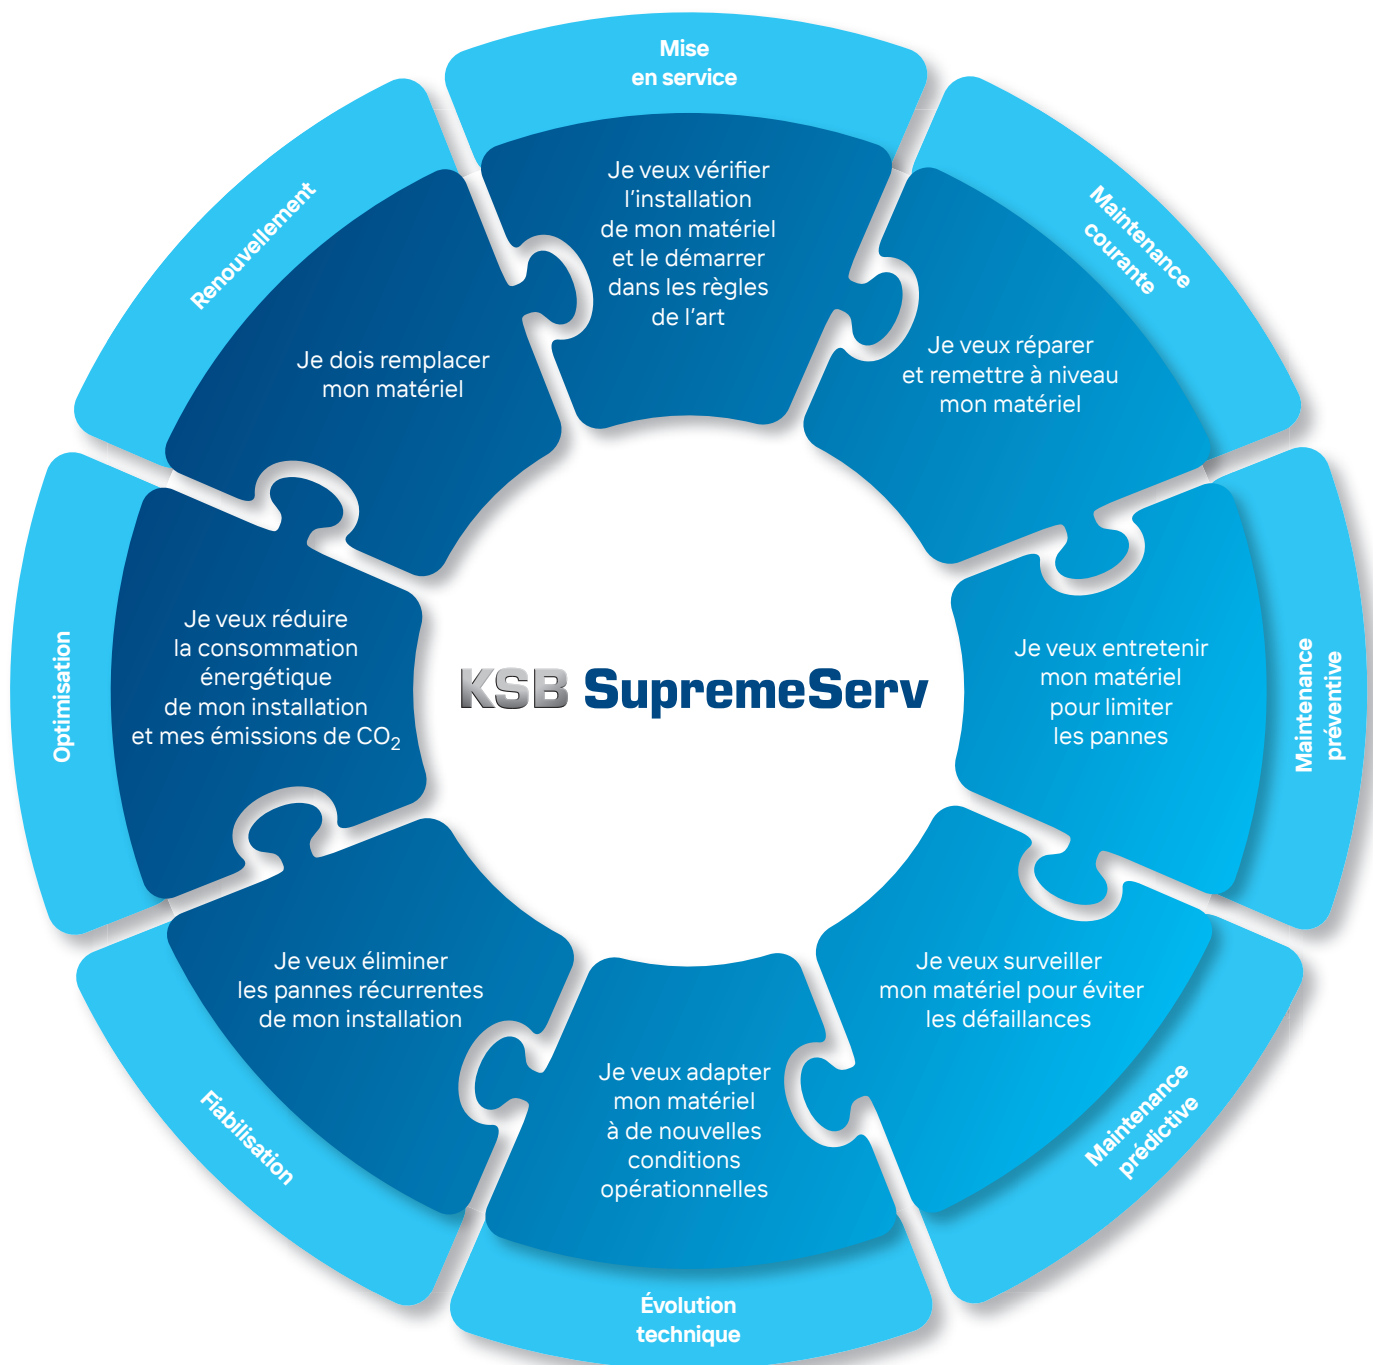 Mise
en service
Je veux vérifier
l'installation
de mon matériel
et le démarrer
dans les règles
de l'art
Maintenance
courante
Je veux réparer
et remettre à niveau
mon matériel
Maintenance
préventive
Je veux entretenir
mon matériel
pour limiter
les pannes
Maintenance
prédictive
Je veux surveiller
mon matériel pour éviter
les défaillances
Évolution
technique
Je veux adapter
mon matériel
à de nouvelles
conditions
opérationnelles
Fiabilisation
Je veux éliminer
les pannes récurrentes
de mon installation
Optimisation
Je veux réduire
la consommation
énergétique
de mon installation
et mes émissions de CO₂
Renouvellement
Je dois remplacer
mon matériel
KSB SupremeServ